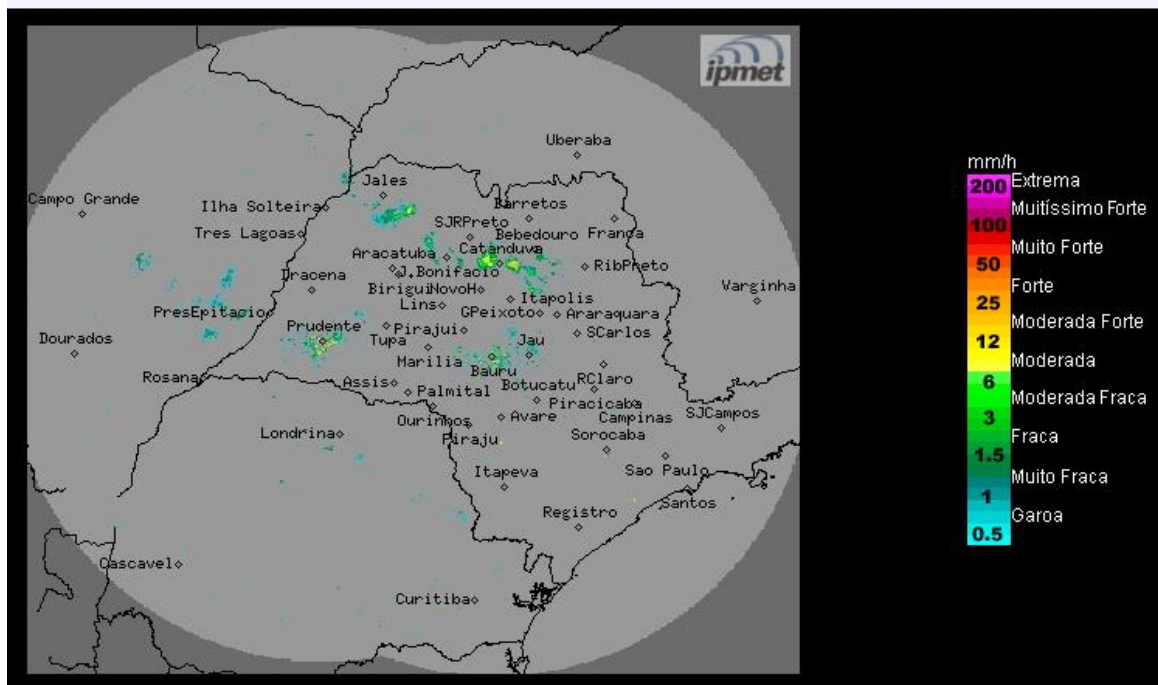 ipmet
Uberaba
Jales
Campo Grande
Ilha Solteira
Barretos
SJRPreto
Tres Lagoas
Bebedouro
Franca
Catanduva
Aracatuba
RibPreto
J.Bonifacio
Dracena
Birigui
NovoH
Varginha
Lins
Itapolis
PresEpitacio
GPeixoto
Araraquara
Prudente
Pirajui
SCarlos
Dourados
Tupa
Jau
Marilia
Bauru
Rosana
Assis
Botucatu
RClaro
Palmital
Piracicaba
Ourinhos
Avare
Campinas
SJCampos
Londrina
Piraju
Sorocaba
Itapeva
Sao Paulo
Santos
Registro
Cascavel
Curitiba
mm/h
200
Extrema
Muitíssimo Forte
100
Muito Forte
50
Forte
25
Moderada Forte
12
Moderada
6
Moderada Fraca
3
Fraca
1.5
Muito Fraca
1
Garoa
0.5